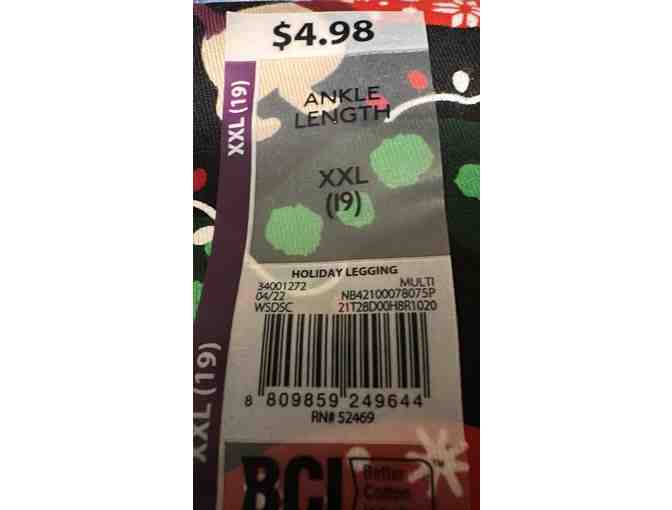 $4.98
XXL (19)
ANKLE
LENGTH
XXL
(19)
HOLIDAY LEGGING
34001272 MULTI
04/22 NB42100078075P
WSDSC 21T28D00H8R1020
8 809859 249644
RN# 52469
XXL (19)
BCI
Better
Cotton